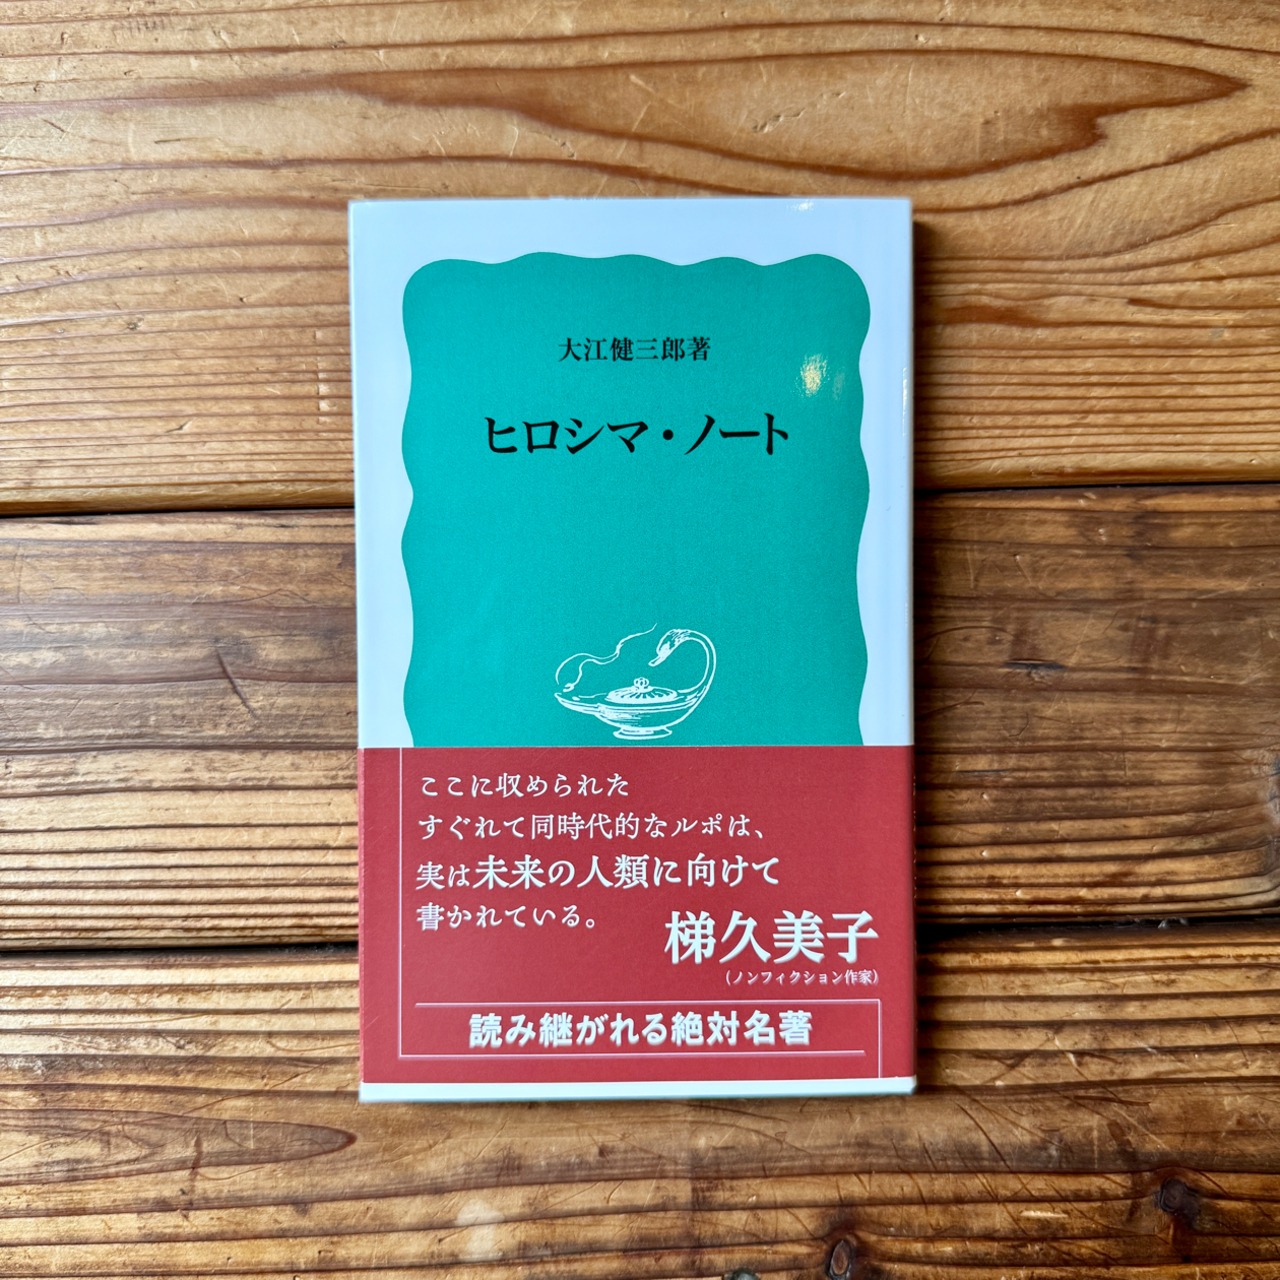 大江健三郎著
ヒロシマ・ノート
ここに収められた
すぐれて同時代的なルポは、
実は未来の人類に向けて
書かれている。
梯久美子
(ノンフィクション作家)
読み継がれる絶対名著